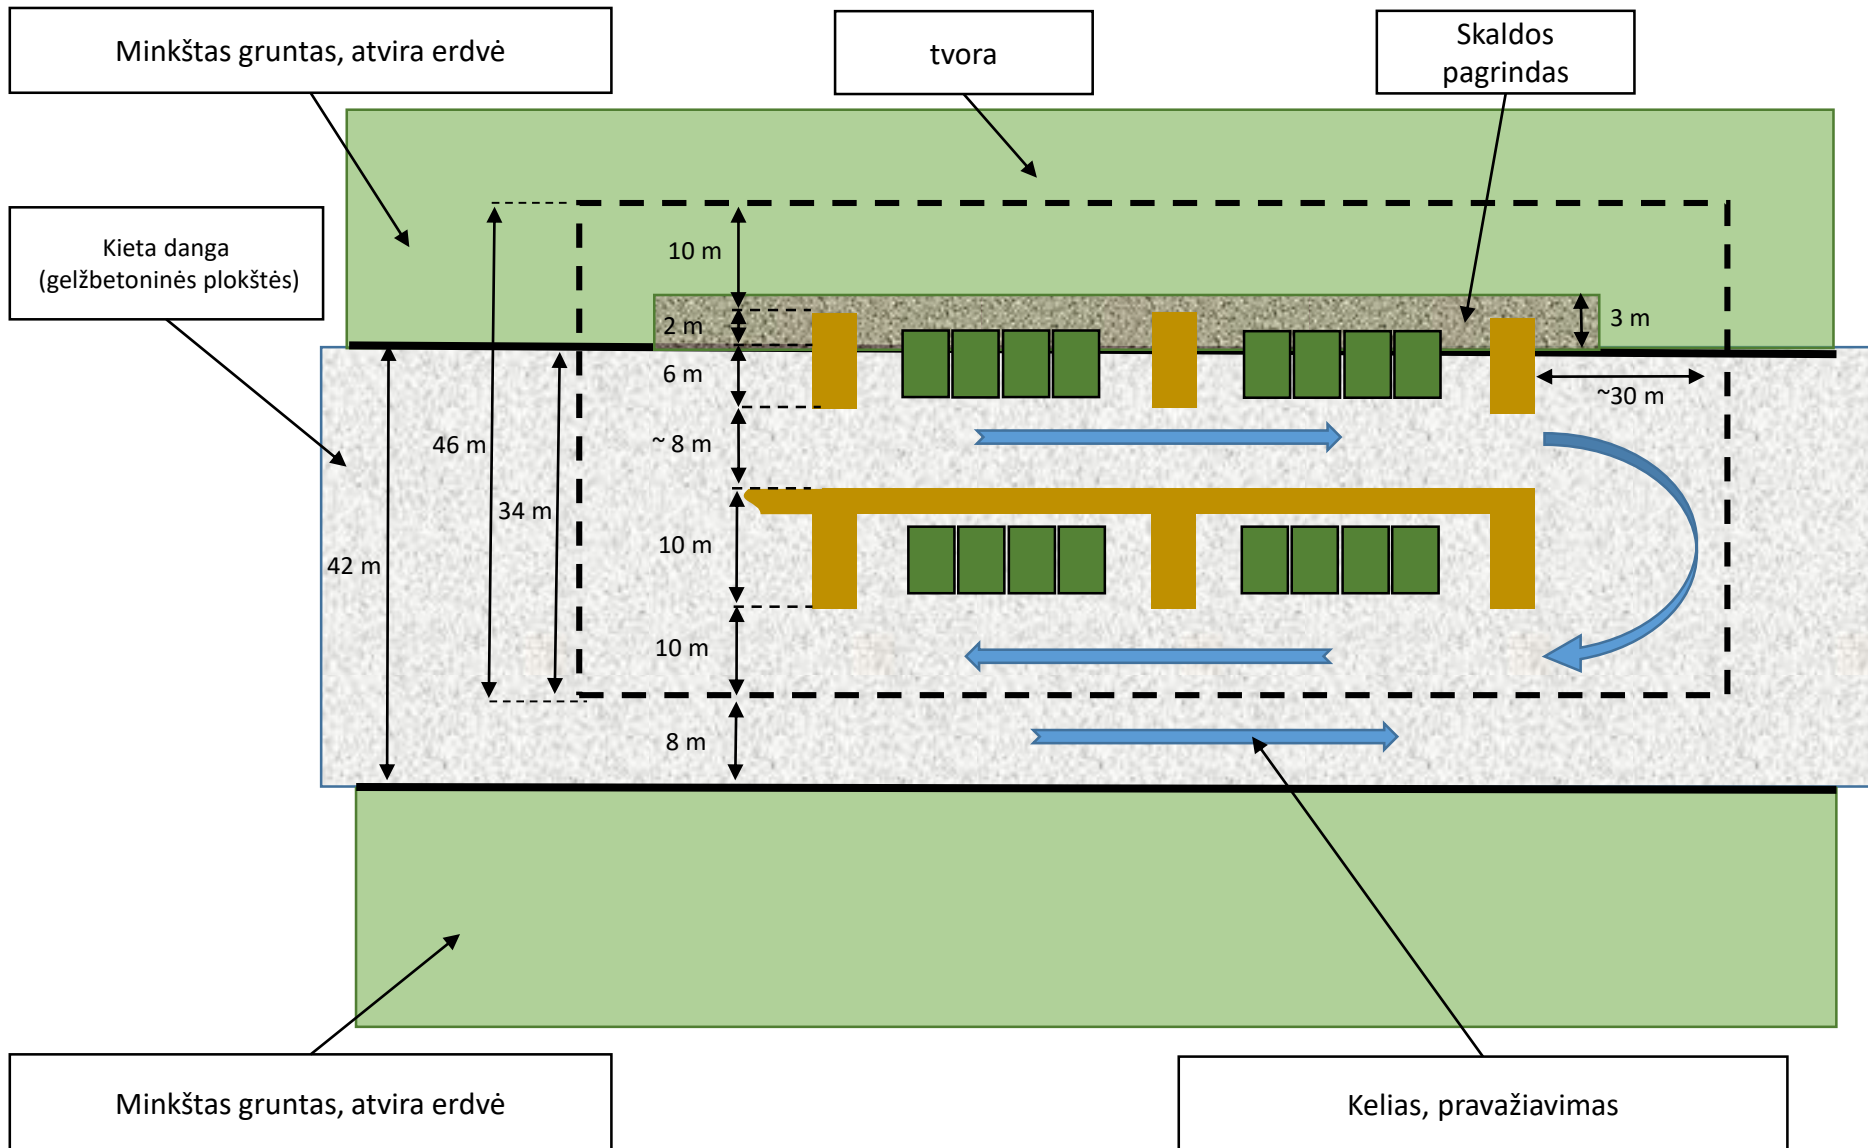 Minkštas gruntas, atvira erdvė
tvora
Skaldos
pagrindas
Kieta danga
(gelžbetoninės plokštės)
10 m
2 m
3 m
6 m
~30 m
46 m
~ 8 m
34 m
10 m
42 m
10 m
8 m
Minkštas gruntas, atvira erdvė
Kelias, pravažiavimas